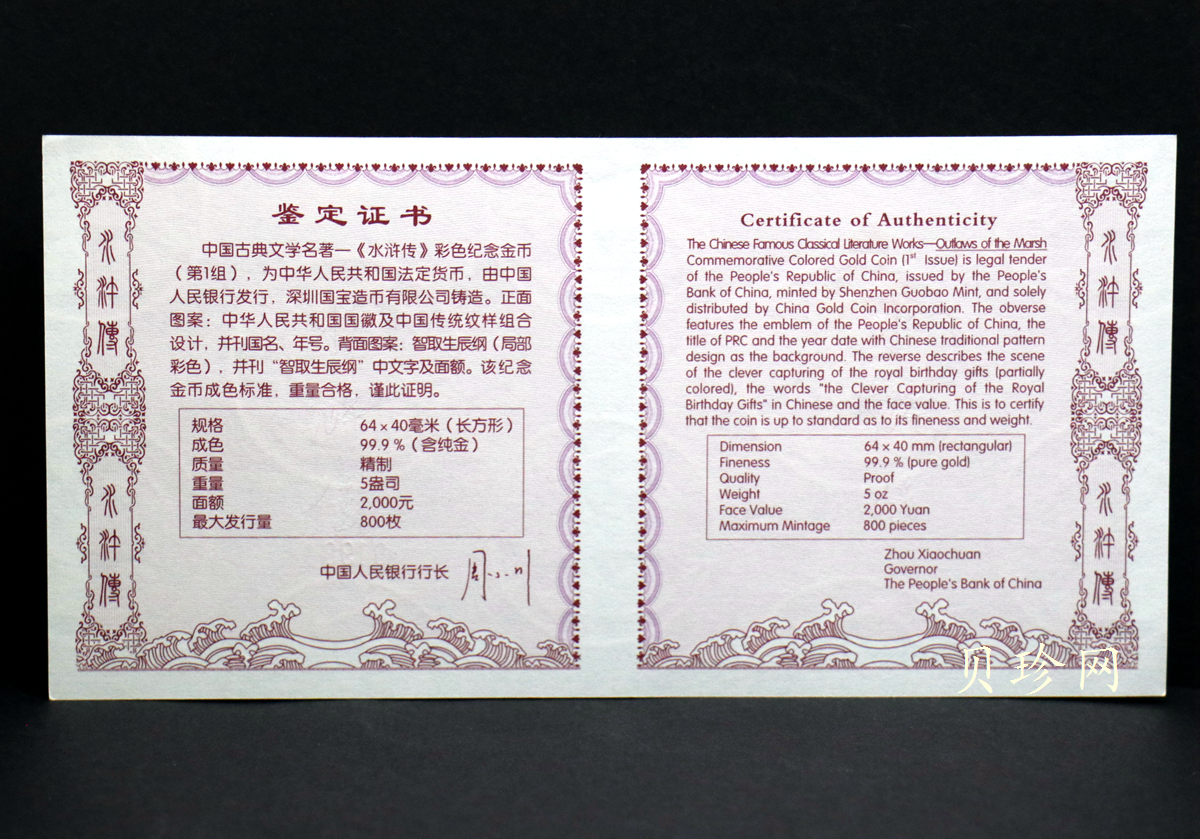 鉴定证书
中国古典文学名著—《水浒传》彩色纪念金币
（第1组），为中华人民共和国法定货币，由中国
人民银行发行，深圳国宝造币有限公司铸造。正面
图案：中华人民共和国国徽及中国传统纹样组合
设计，并刊国名、年号。背面图案：智取生辰纲（局部
彩色），并刊“智取生辰纲”中文字及面额。该纪念
金币成色标准，重量合格，谨此证明。
规格 64×40毫米（长方形）
成色 99.9％（含纯金）
质量 精制
重量 5盎司
面额 2,000元
最大发行量 800枚
中国人民银行行长 周小川
水浒傳
水浒傳
Certificate of Authenticity
The Chinese Famous Classical Literature Works—Outlaws of the Marsh
Commemorative Colored Gold Coin (1st Issue) is legal tender
of the People's Republic of China, issued by the People's
Bank of China, minted by Shenzhen Guobao Mint, and solely
distributed by China Gold Coin Incorporation. The obverse
features the emblem of the People's Republic of China, the
title of PRC and the year date with Chinese traditional pattern
design as the background. The reverse describes the scene
of the clever capturing of the royal birthday gifts (partially
colored), the words "the Clever Capturing of the Royal
Birthday Gifts" in Chinese and the face value. This is to certify
that the coin is up to standard as to its fineness and weight.
Dimension 64×40 mm (rectangular)
Fineness 99.9 % (pure gold)
Quality Proof
Weight 5 oz
Face Value 2,000 Yuan
Maximum Mintage 800 pieces
Zhou Xiaochuan
Governor
The People's Bank of China
水浒傳
水浒傳
贝珍网